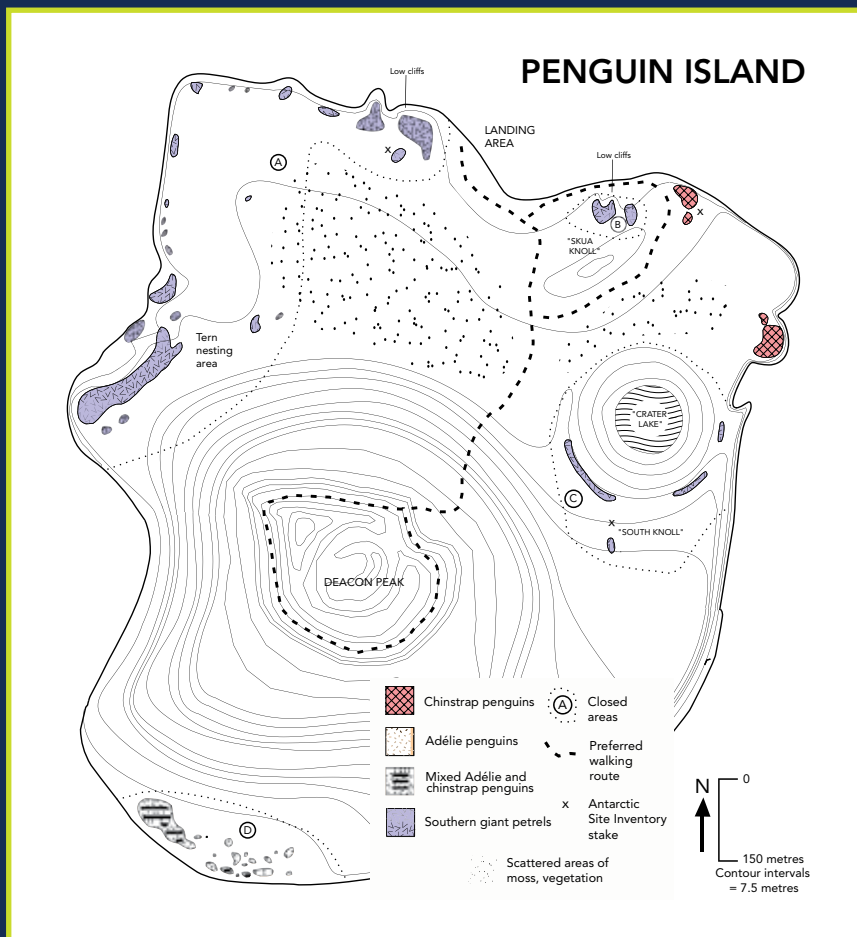 PENGUIN ISLAND
Low cliffs
LANDING
AREA
Low cliffs
A
x
x
B
"SKUA
KNOLL"
Tern
nesting
area
"CRATER
LAKE"
C
x
"SOUTH KNOLL"
DEACON PEAK
D
Chinstrap penguins
Adélie penguins
Mixed Adélie and
chinstrap penguins
Southern giant petrels
Scattered areas of
moss, vegetation
A
Closed
areas
Preferred
walking
route
x
Antarctic
Site Inventory
stake
N
0
150 metres
Contour intervals
= 7.5 metres